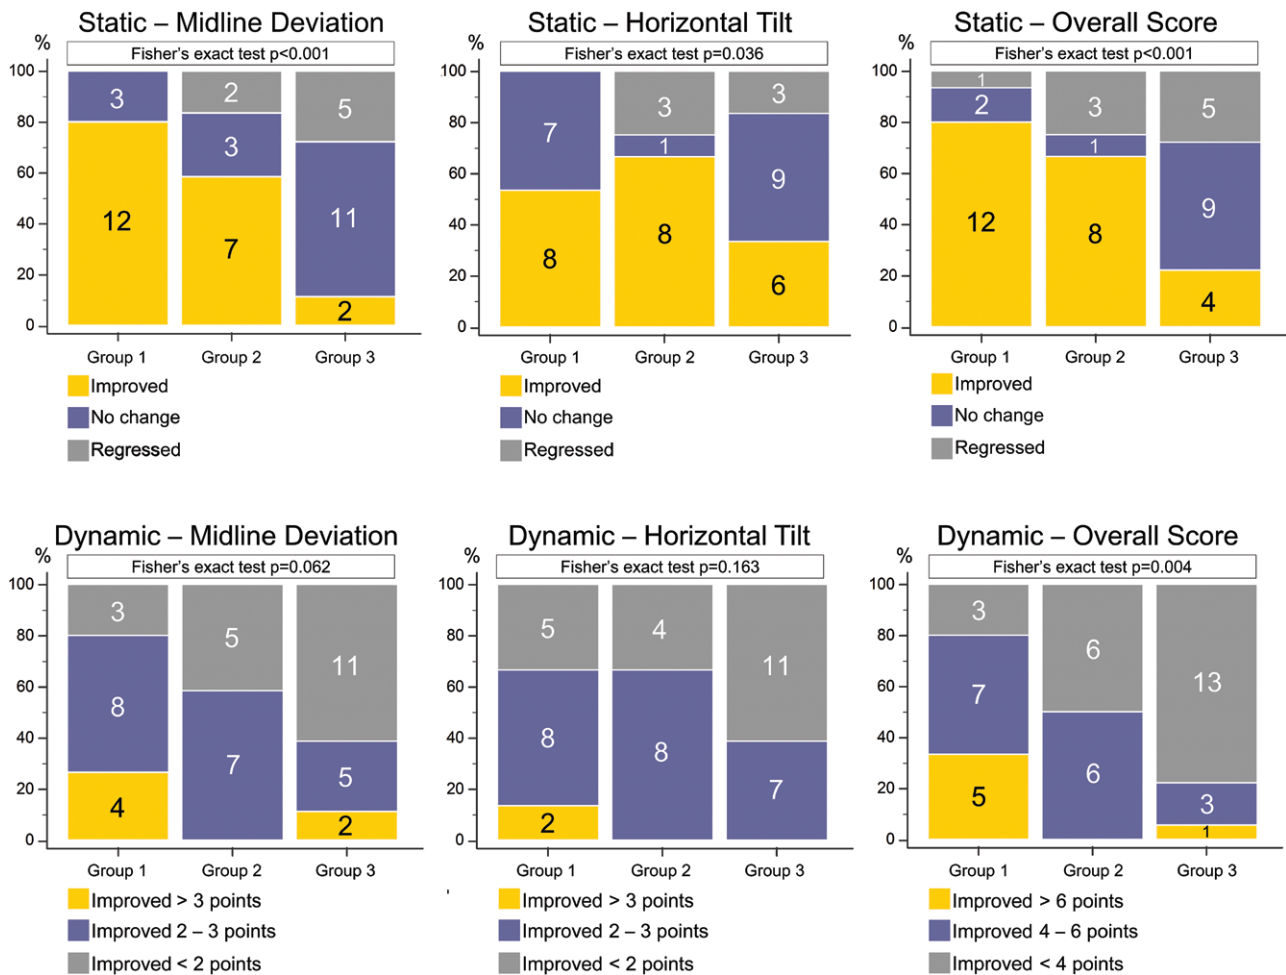 Static – Midline Deviation
%
Fisher's exact test p<0.001
100
80
60
40
20
0
3
12
2
3
7
5
11
2
Group 1
Group 2
Group 3
Improved
No change
Regressed
Static – Horizontal Tilt
%
Fisher's exact test p=0.036
100
80
60
40
20
0
7
8
3
1
8
3
9
6
Group 1
Group 2
Group 3
Improved
No change
Regressed
Static – Overall Score
%
Fisher's exact test p<0.001
100
80
60
40
20
0
1
2
12
3
1
8
5
9
4
Group 1
Group 2
Group 3
Improved
No change
Regressed
Dynamic – Midline Deviation
%
Fisher's exact test p=0.062
100
80
60
40
20
0
3
8
4
5
7
11
5
2
Group 1
Group 2
Group 3
Improved > 3 points
Improved 2 – 3 points
Improved < 2 points
Dynamic – Horizontal Tilt
%
Fisher's exact test p=0.163
100
80
60
40
20
0
5
8
2
4
8
11
7
Group 1
Group 2
Group 3
Improved > 3 points
Improved 2 – 3 points
Improved < 2 points
Dynamic – Overall Score
%
Fisher's exact test p=0.004
100
80
60
40
20
0
3
7
5
6
6
13
3
1
Group 1
Group 2
Group 3
Improved > 6 points
Improved 4 – 6 points
Improved < 4 points